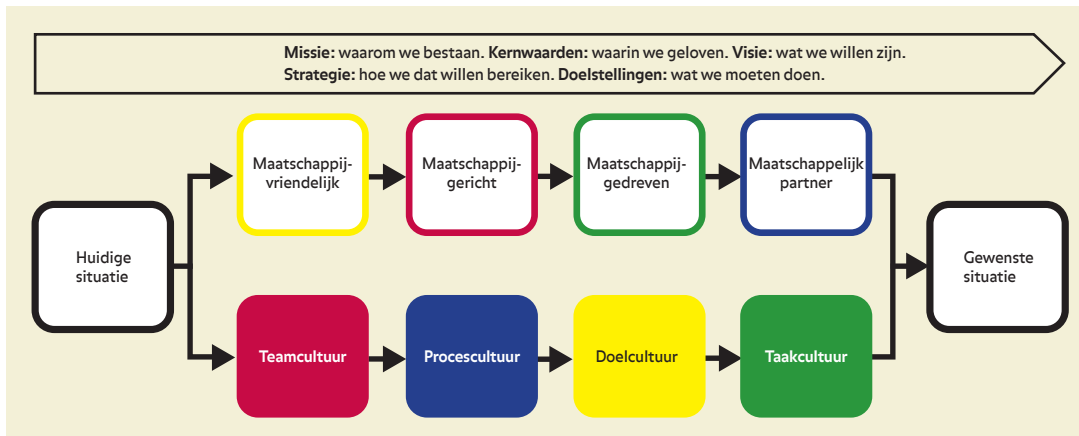 Missie: waarom we bestaan. Kernwaarden: waarin we geloven. Visie: wat we willen zijn.
Strategie: hoe we dat willen bereiken. Doelstellingen: wat we moeten doen.
Huidige
situatie
Maatschappij-
vriendelijk
Maatschappij-
gericht
Maatschappij-
gedreven
Maatschappelijk
partner
Teamcultuur
Procescultuur
Doelcultuur
Taakcultuur
Gewenste
situatie